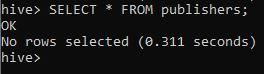 hive> SELECT * FROM publishers;
OK
No rows selected (0.311 seconds)
hive>